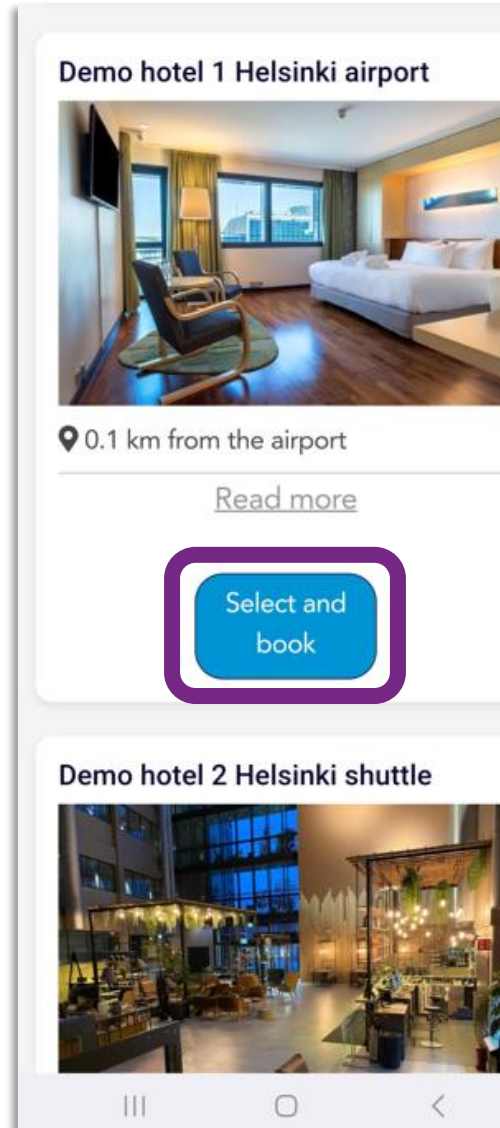 Demo hotel 1 Helsinki airport
0.1 km from the airport
Read more
Select and
book
Demo hotel 2 Helsinki shuttle